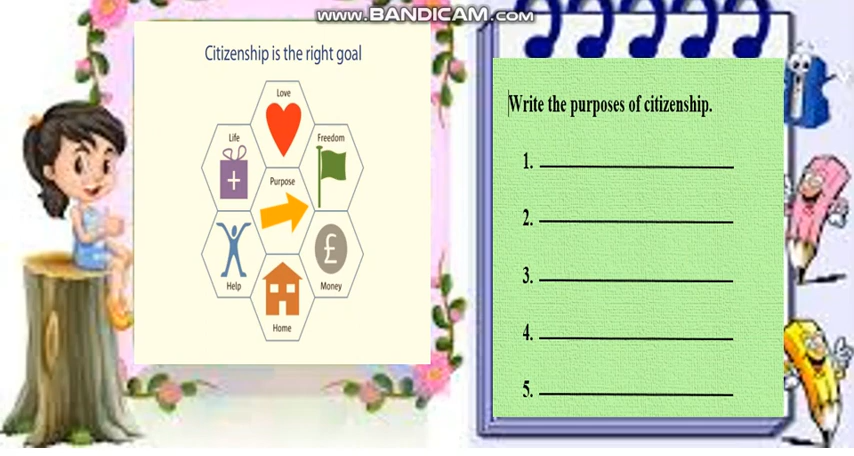 www.BANDICAM.com
Citizenship is the right goal
Love
Life
Freedom
Purpose
£
Help
Money
Home
Write the purposes of citizenship.
1.
2.
3.
4.
5.